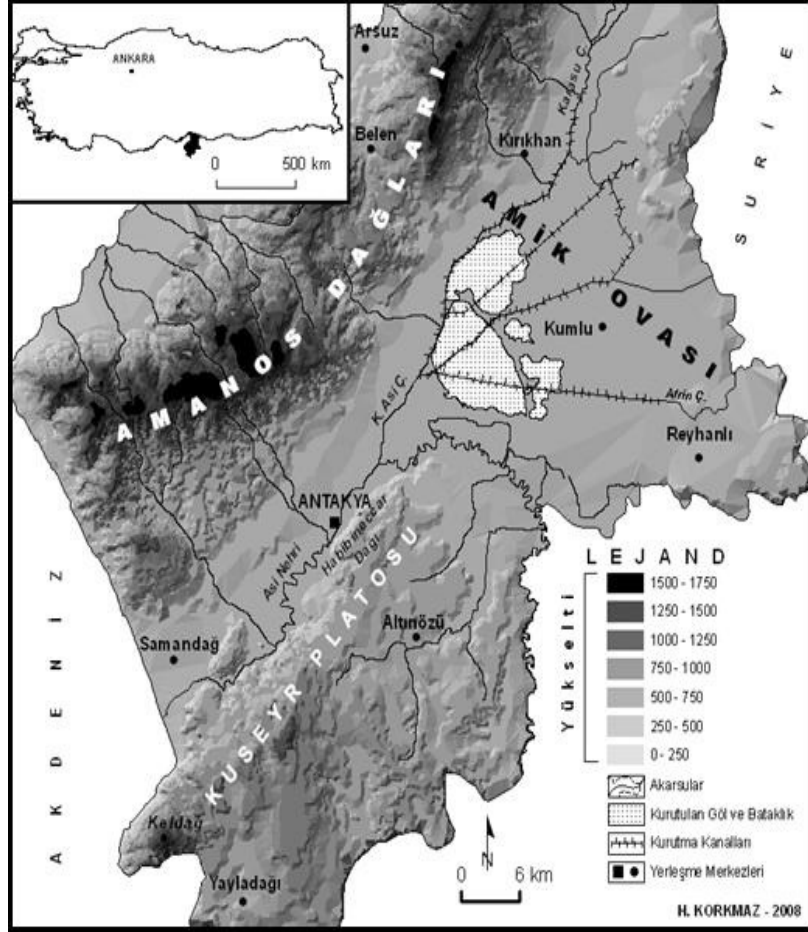 ANKARA
0 500 km
Arsuz
Belen
Kırıkhan
Karasu Ç.
SURİYE
AMANOS DAĞLARI
AMİK OVASI
Kumlu
K. Asi Ç.
Afrin Ç.
Reyhanlı
ANTAKYA
Asi Nehri
Habibineccar
Dağı
KUSEYR PLATOSU
Altınözü
Samandağ
AKDENİZ
Keldağ
Yayladağı
0 6 km
N
LEJAND
Yükselti
1500 - 1750
1250 - 1500
1000 - 1250
750 - 1000
500 - 750
250 - 500
0 - 250
Akarsular
Kurutulan Göl ve Bataklık
Kurutma Kanalları
Yerleşme Merkezleri
H. KORKMAZ - 2008